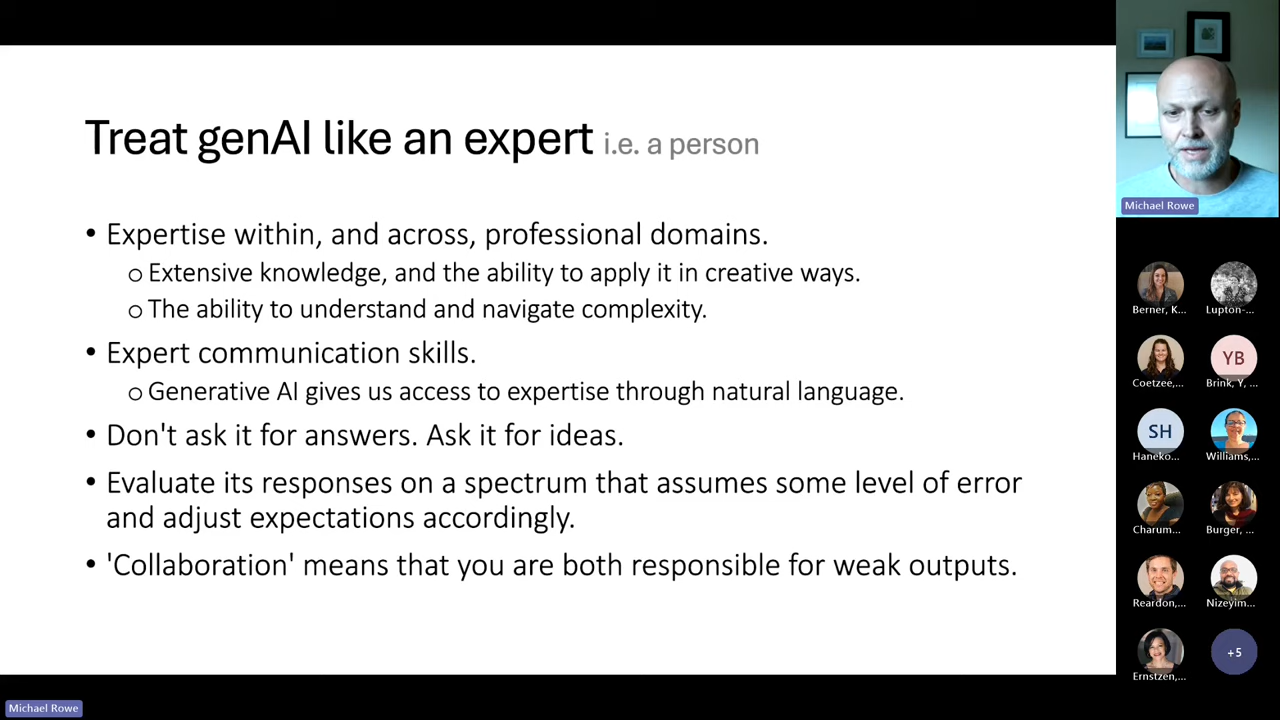 Treat genAI like an expert i.e. a person
• Expertise within, and across, professional domains.
o Extensive knowledge, and the ability to apply it in creative ways.
o The ability to understand and navigate complexity.
• Expert communication skills.
o Generative AI gives us access to expertise through natural language.
• Don't ask it for answers. Ask it for ideas.
• Evaluate its responses on a spectrum that assumes some level of error
and adjust expectations accordingly.
• 'Collaboration' means that you are both responsible for weak outputs.
Michael Rowe
Berner, K...
Lupton-...
Coetzee,...
YB
Brink, Y, ...
SH
Haneko...
Williams,...
Charum...
Burger, ...
Reardon,...
Nizeyim...
Ernstzen,...
+5
Michael Rowe